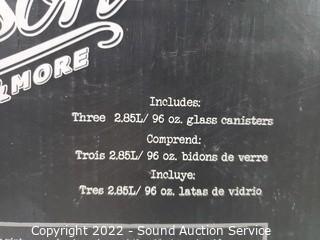 & MORE
Includes:
Three 2.85L/ 96 oz. glass canisters
Comprend:
Trois 2.85L/ 96 oz. bidons de verre
Incluye:
Tres 2.85L/ 96 oz. latas de vidrio
Copyright 2022 - Sound Auction Service